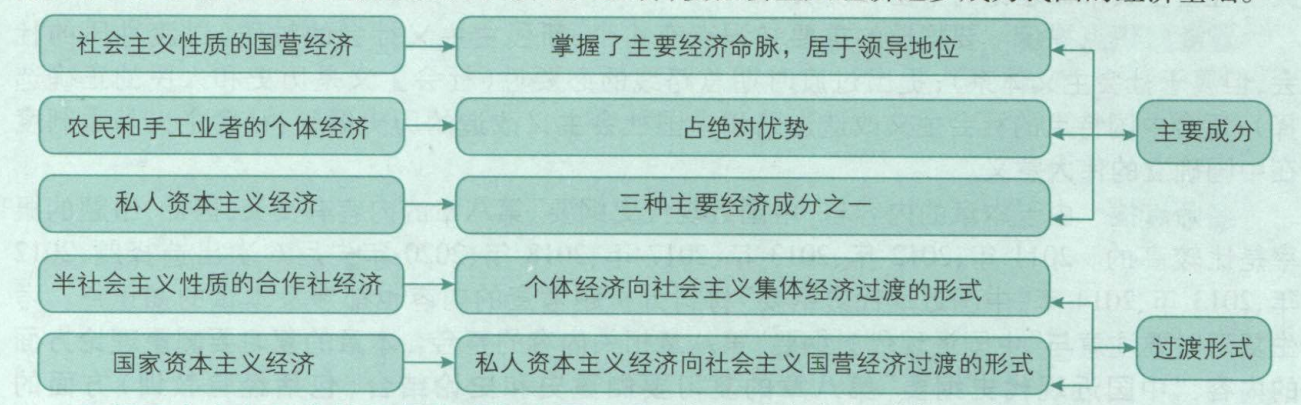 社会主义性质的国营经济
掌握了主要经济命脉，居于领导地位
农民和手工业者的个体经济
占绝对优势
主要成分
私人资本主义经济
三种主要经济成分之一
半社会主义性质的合作社经济
个体经济向社会主义集体经济过渡的形式
过渡形式
国家资本主义经济
私人资本主义经济向社会主义国营经济过渡的形式